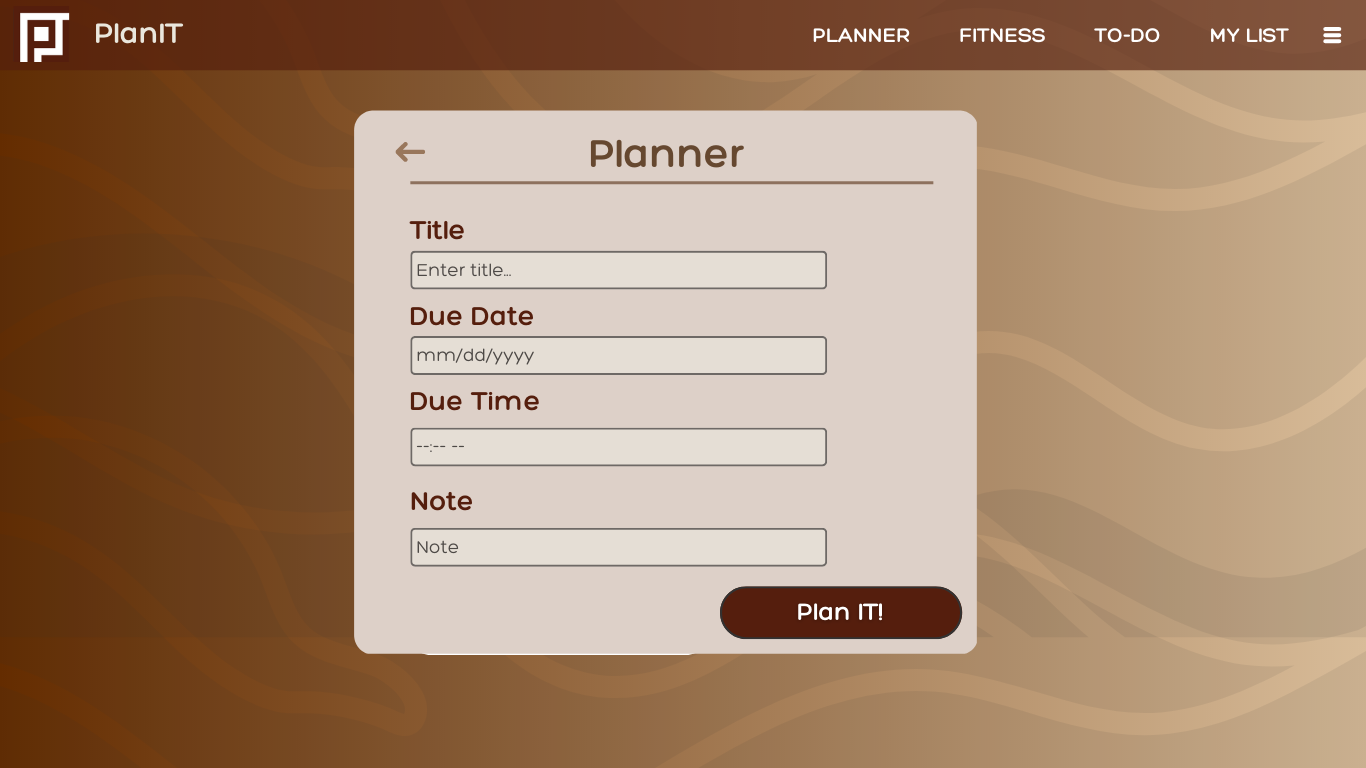 PlanIT
PLANNER FITNESS TO-DO MY LIST
Planner
Title
Enter title...
Due Date
mm/dd/yyyy
Due Time
--:-- --
Note
Note
Plan IT!